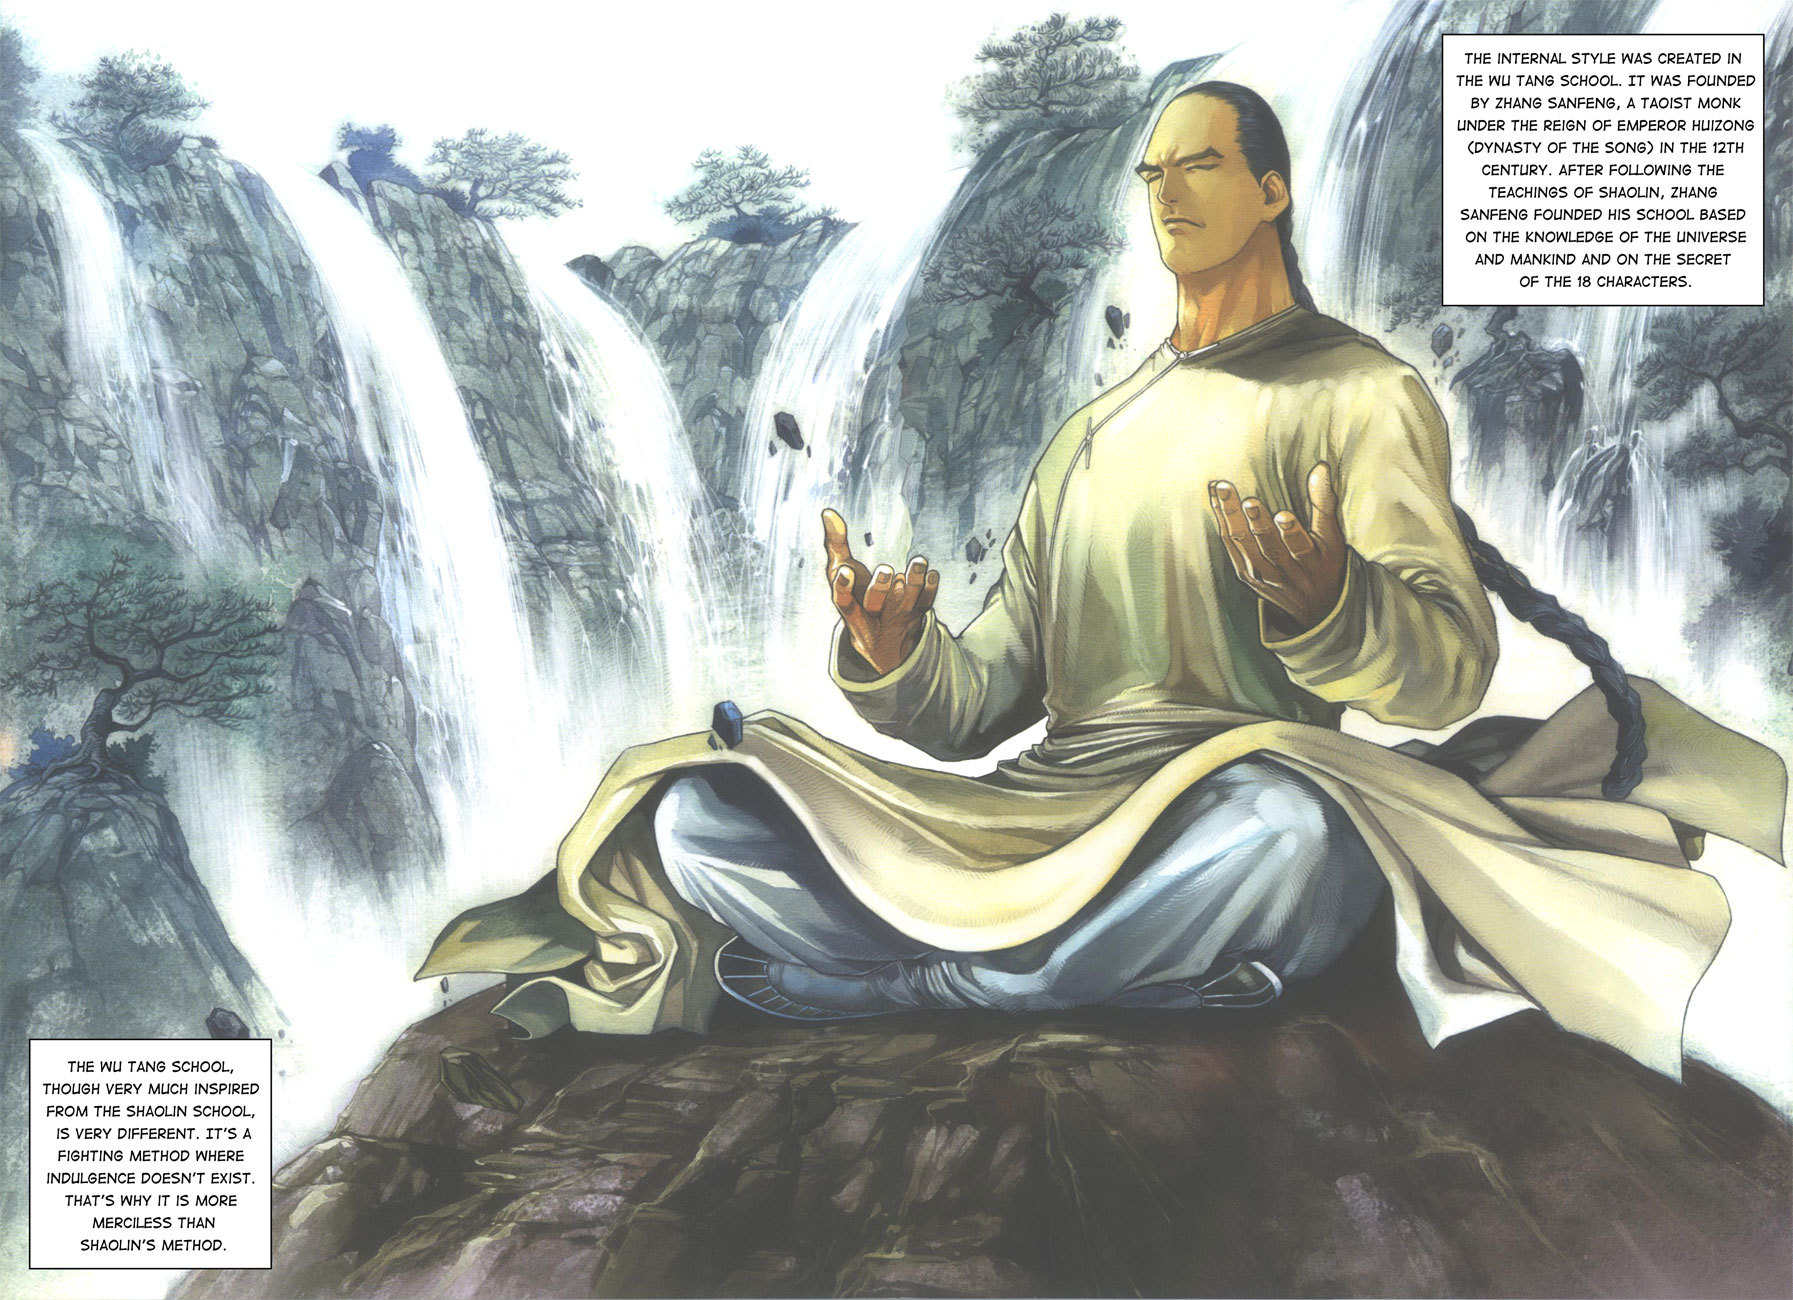 THE INTERNAL STYLE WAS CREATED IN
THE WU TANG SCHOOL. IT WAS FOUNDED
BY ZHANG SANFENG, A TAOIST MONK
UNDER THE REIGN OF EMPEROR HUIZONG
(DYNASTY OF THE SONG) IN THE 12TH
CENTURY. AFTER FOLLOWING THE
TEACHINGS OF SHAOLIN, ZHANG
SANFENG FOUNDED HIS SCHOOL BASED
ON THE KNOWLEDGE OF THE UNIVERSE
AND MANKIND AND ON THE SECRET
OF THE 18 CHARACTERS.
THE WU TANG SCHOOL,
THOUGH VERY MUCH INSPIRED
FROM THE SHAOLIN SCHOOL,
IS VERY DIFFERENT. IT'S A
FIGHTING METHOD WHERE
INDULGENCE DOESN'T EXIST.
THAT'S WHY IT IS MORE
MERCILESS THAN
SHAOLIN'S METHOD.